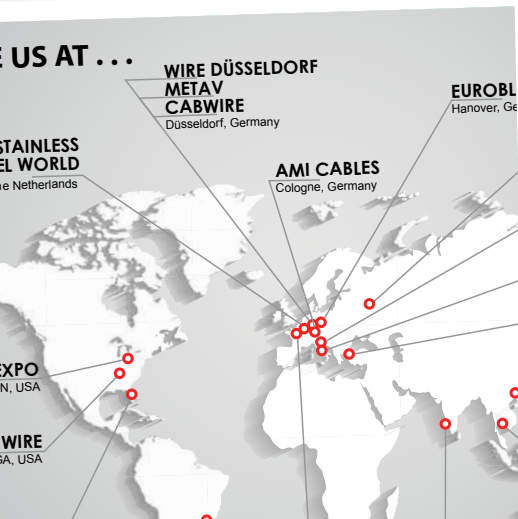 US AT . . .
WIRE DÜSSELDORF
METAV
CABWIRE
Düsseldorf, Germany
EUROBL
Hanover, Ge
STAINLESS
EL WORLD
e Netherlands
AMI CABLES
Cologne, Germany
EXPO
N, USA
WIRE
GA, USA